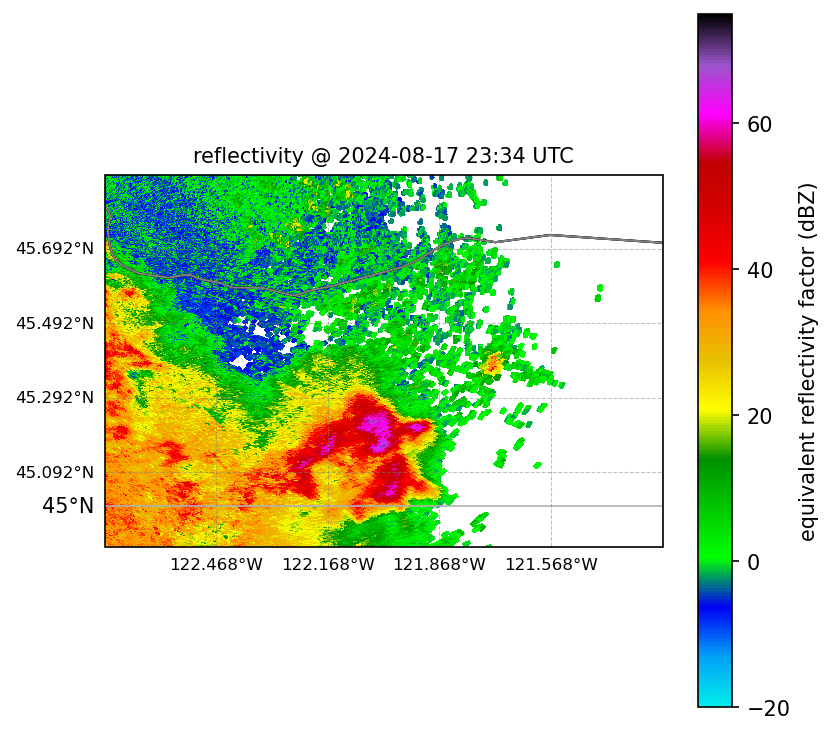 reflectivity @ 2024-08-17 23:34 UTC
45.692°N
45.492°N
45.292°N
45.092°N
45°N
122.468°W 122.168°W 121.868°W 121.568°W
60
40
20
0
−20
equivalent reflectivity factor (dBZ)